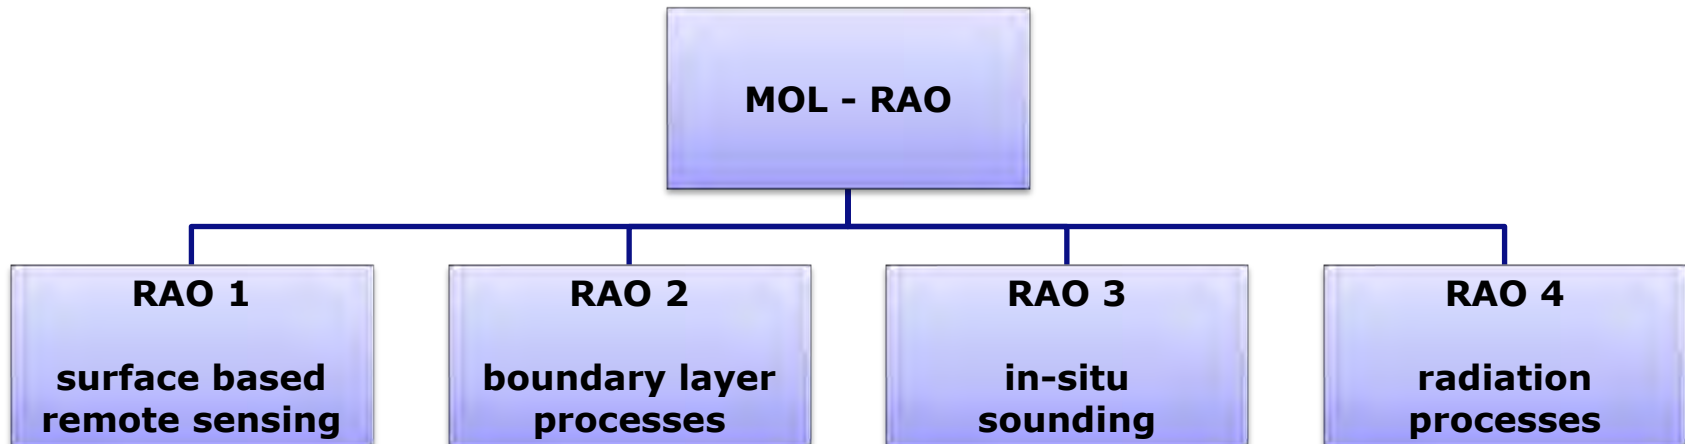 MOL - RAO
RAO 1
surface based
remote sensing
RAO 2
boundary layer
processes
RAO 3
in-situ
sounding
RAO 4
radiation
processes